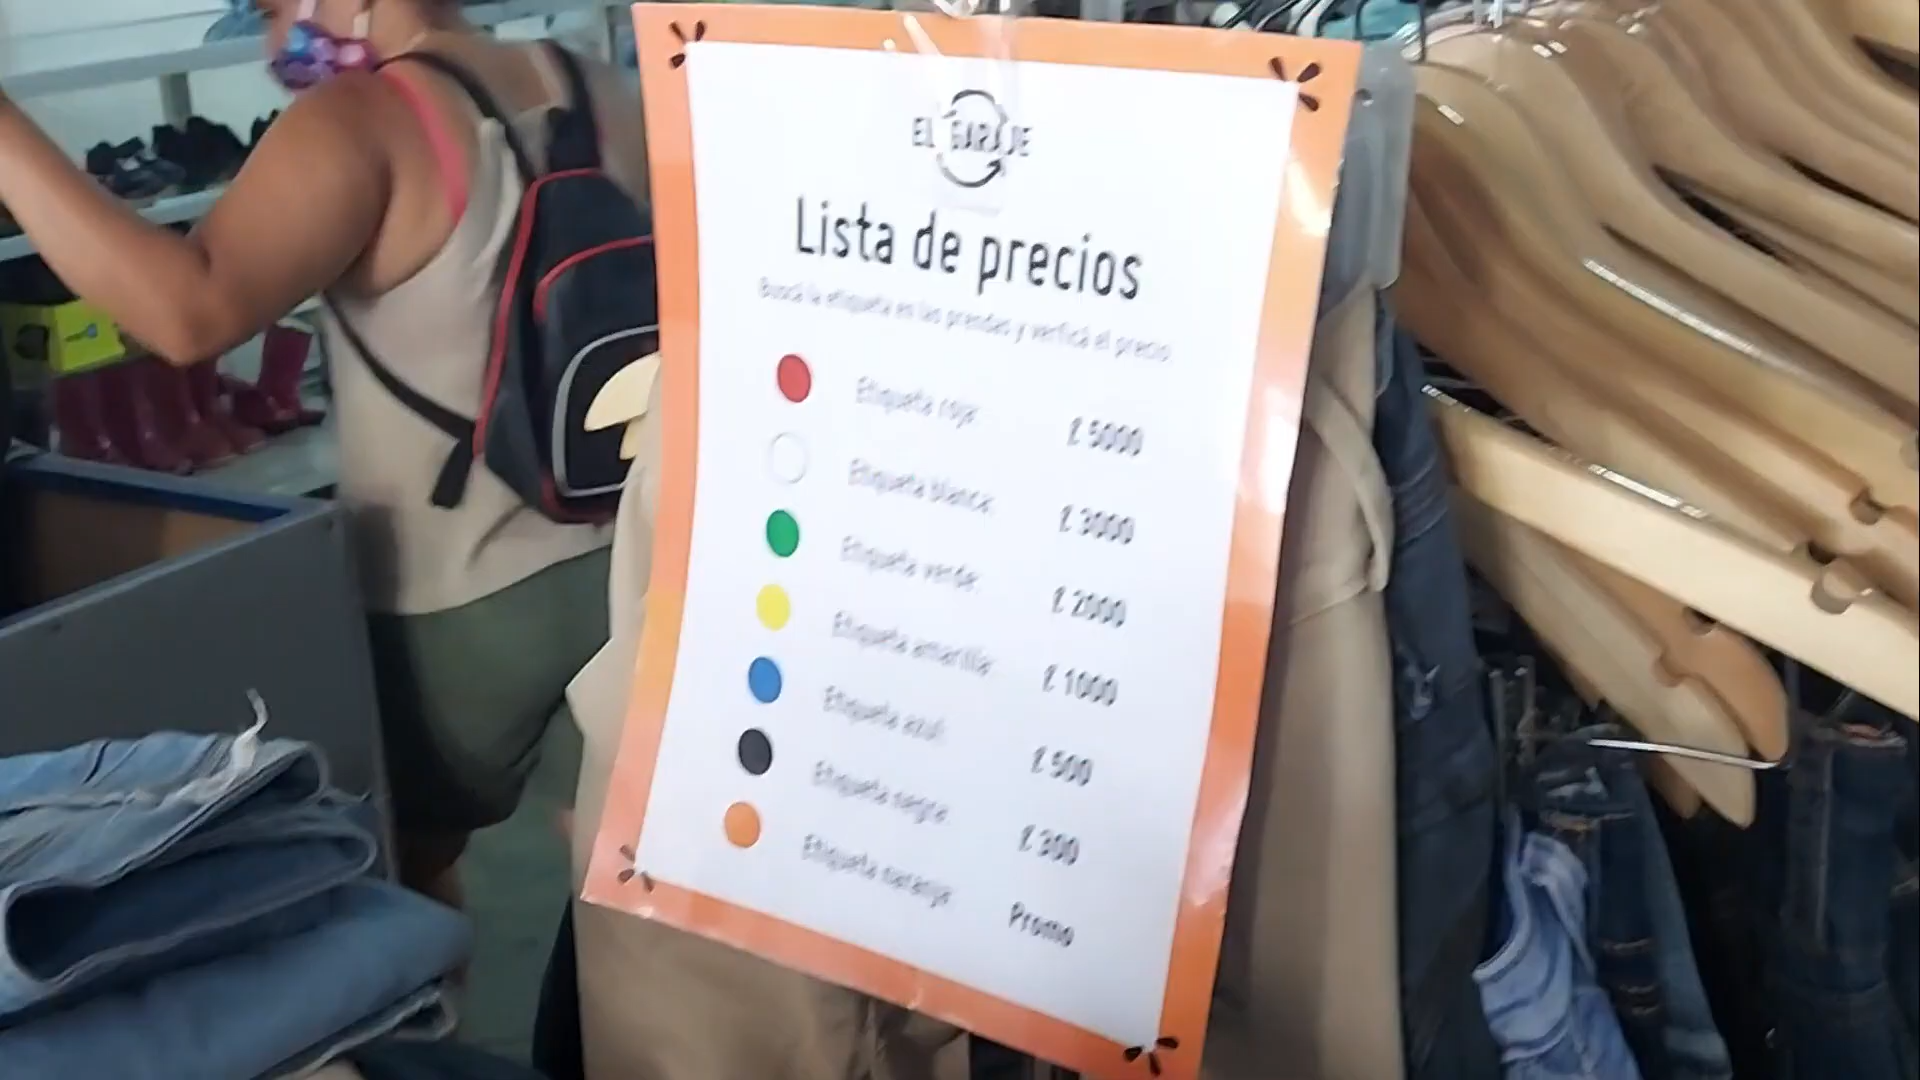 EL GARAJE
Lista de precios
Buscá la etiqueta en las prendas y verficá el precio
Etiqueta roja: ₡ 5000
Etiqueta blanca: ₡ 3000
Etiqueta verde: ₡ 2000
Etiqueta amarilla: ₡ 1000
Etiqueta azul: ₡ 500
Etiqueta negra: ₡ 300
Etiqueta naranja: Promo